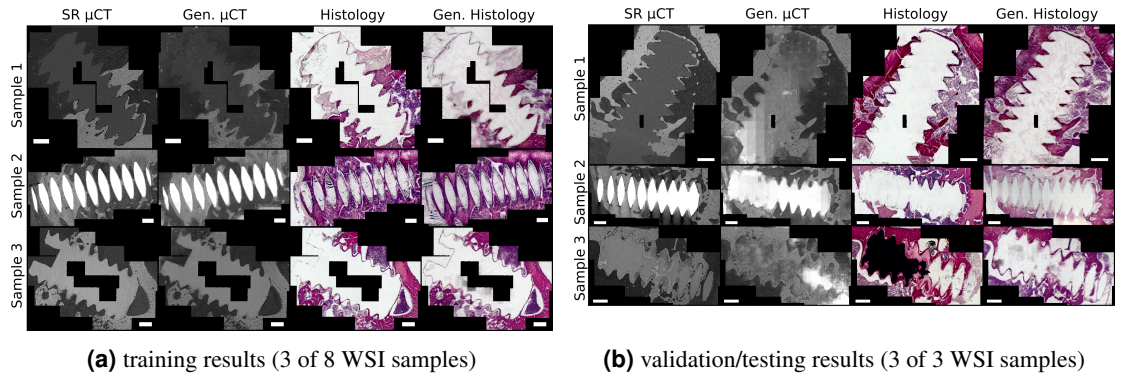 SR µCT Gen. µCT Histology Gen. Histology
Sample 1
Sample 2
Sample 3
(a) training results (3 of 8 WSI samples)
SR µCT Gen. µCT Histology Gen. Histology
Sample 1
Sample 2
Sample 3
(b) validation/testing results (3 of 3 WSI samples)